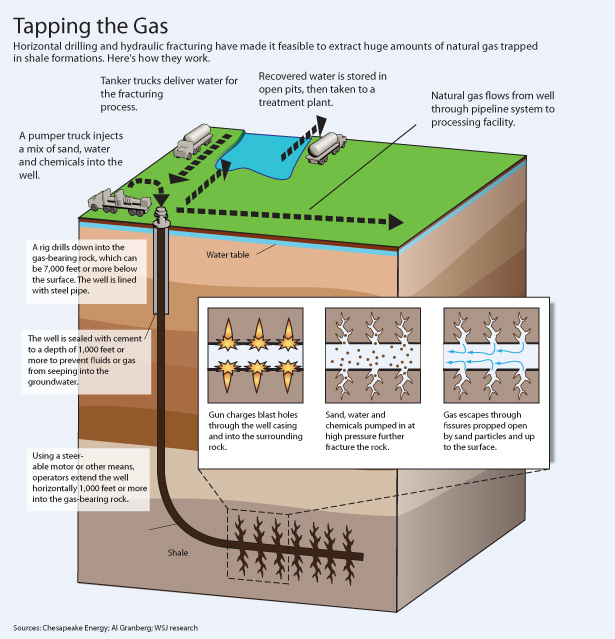 Tapping the Gas
Horizontal drilling and hydraulic fracturing have made it feasible to extract huge amounts of natural gas trapped
in shale formations. Here's how they work.
Tanker trucks deliver water for
the fracturing
process.
Recovered water is stored in
open pits, then taken to a
treatment plant.
Natural gas flows from well
through pipeline system to
processing facility.
A pumper truck injects
a mix of sand, water
and chemicals into the
well.
A rig drills down into the
gas-bearing rock, which can
be 7,000 feet or more below
the surface. The well is lined
with steel pipe.
Water table
The well is sealed with cement
to a depth of 1,000 feet or
more to prevent fluids or gas
from seeping into the
groundwater.
Gun charges blast holes
through the well casing
and into the surrounding
rock.
Sand, water and
chemicals pumped in at
high pressure further
fracture the rock.
Gas escapes through
fissures propped open
by sand particles and up
to the surface.
Using a steer-
able motor or other means,
operators extend the well
horizontally 1,000 feet or more
into the gas-bearing rock.
Shale
Sources: Chesapeake Energy; Al Granberg; WSJ research